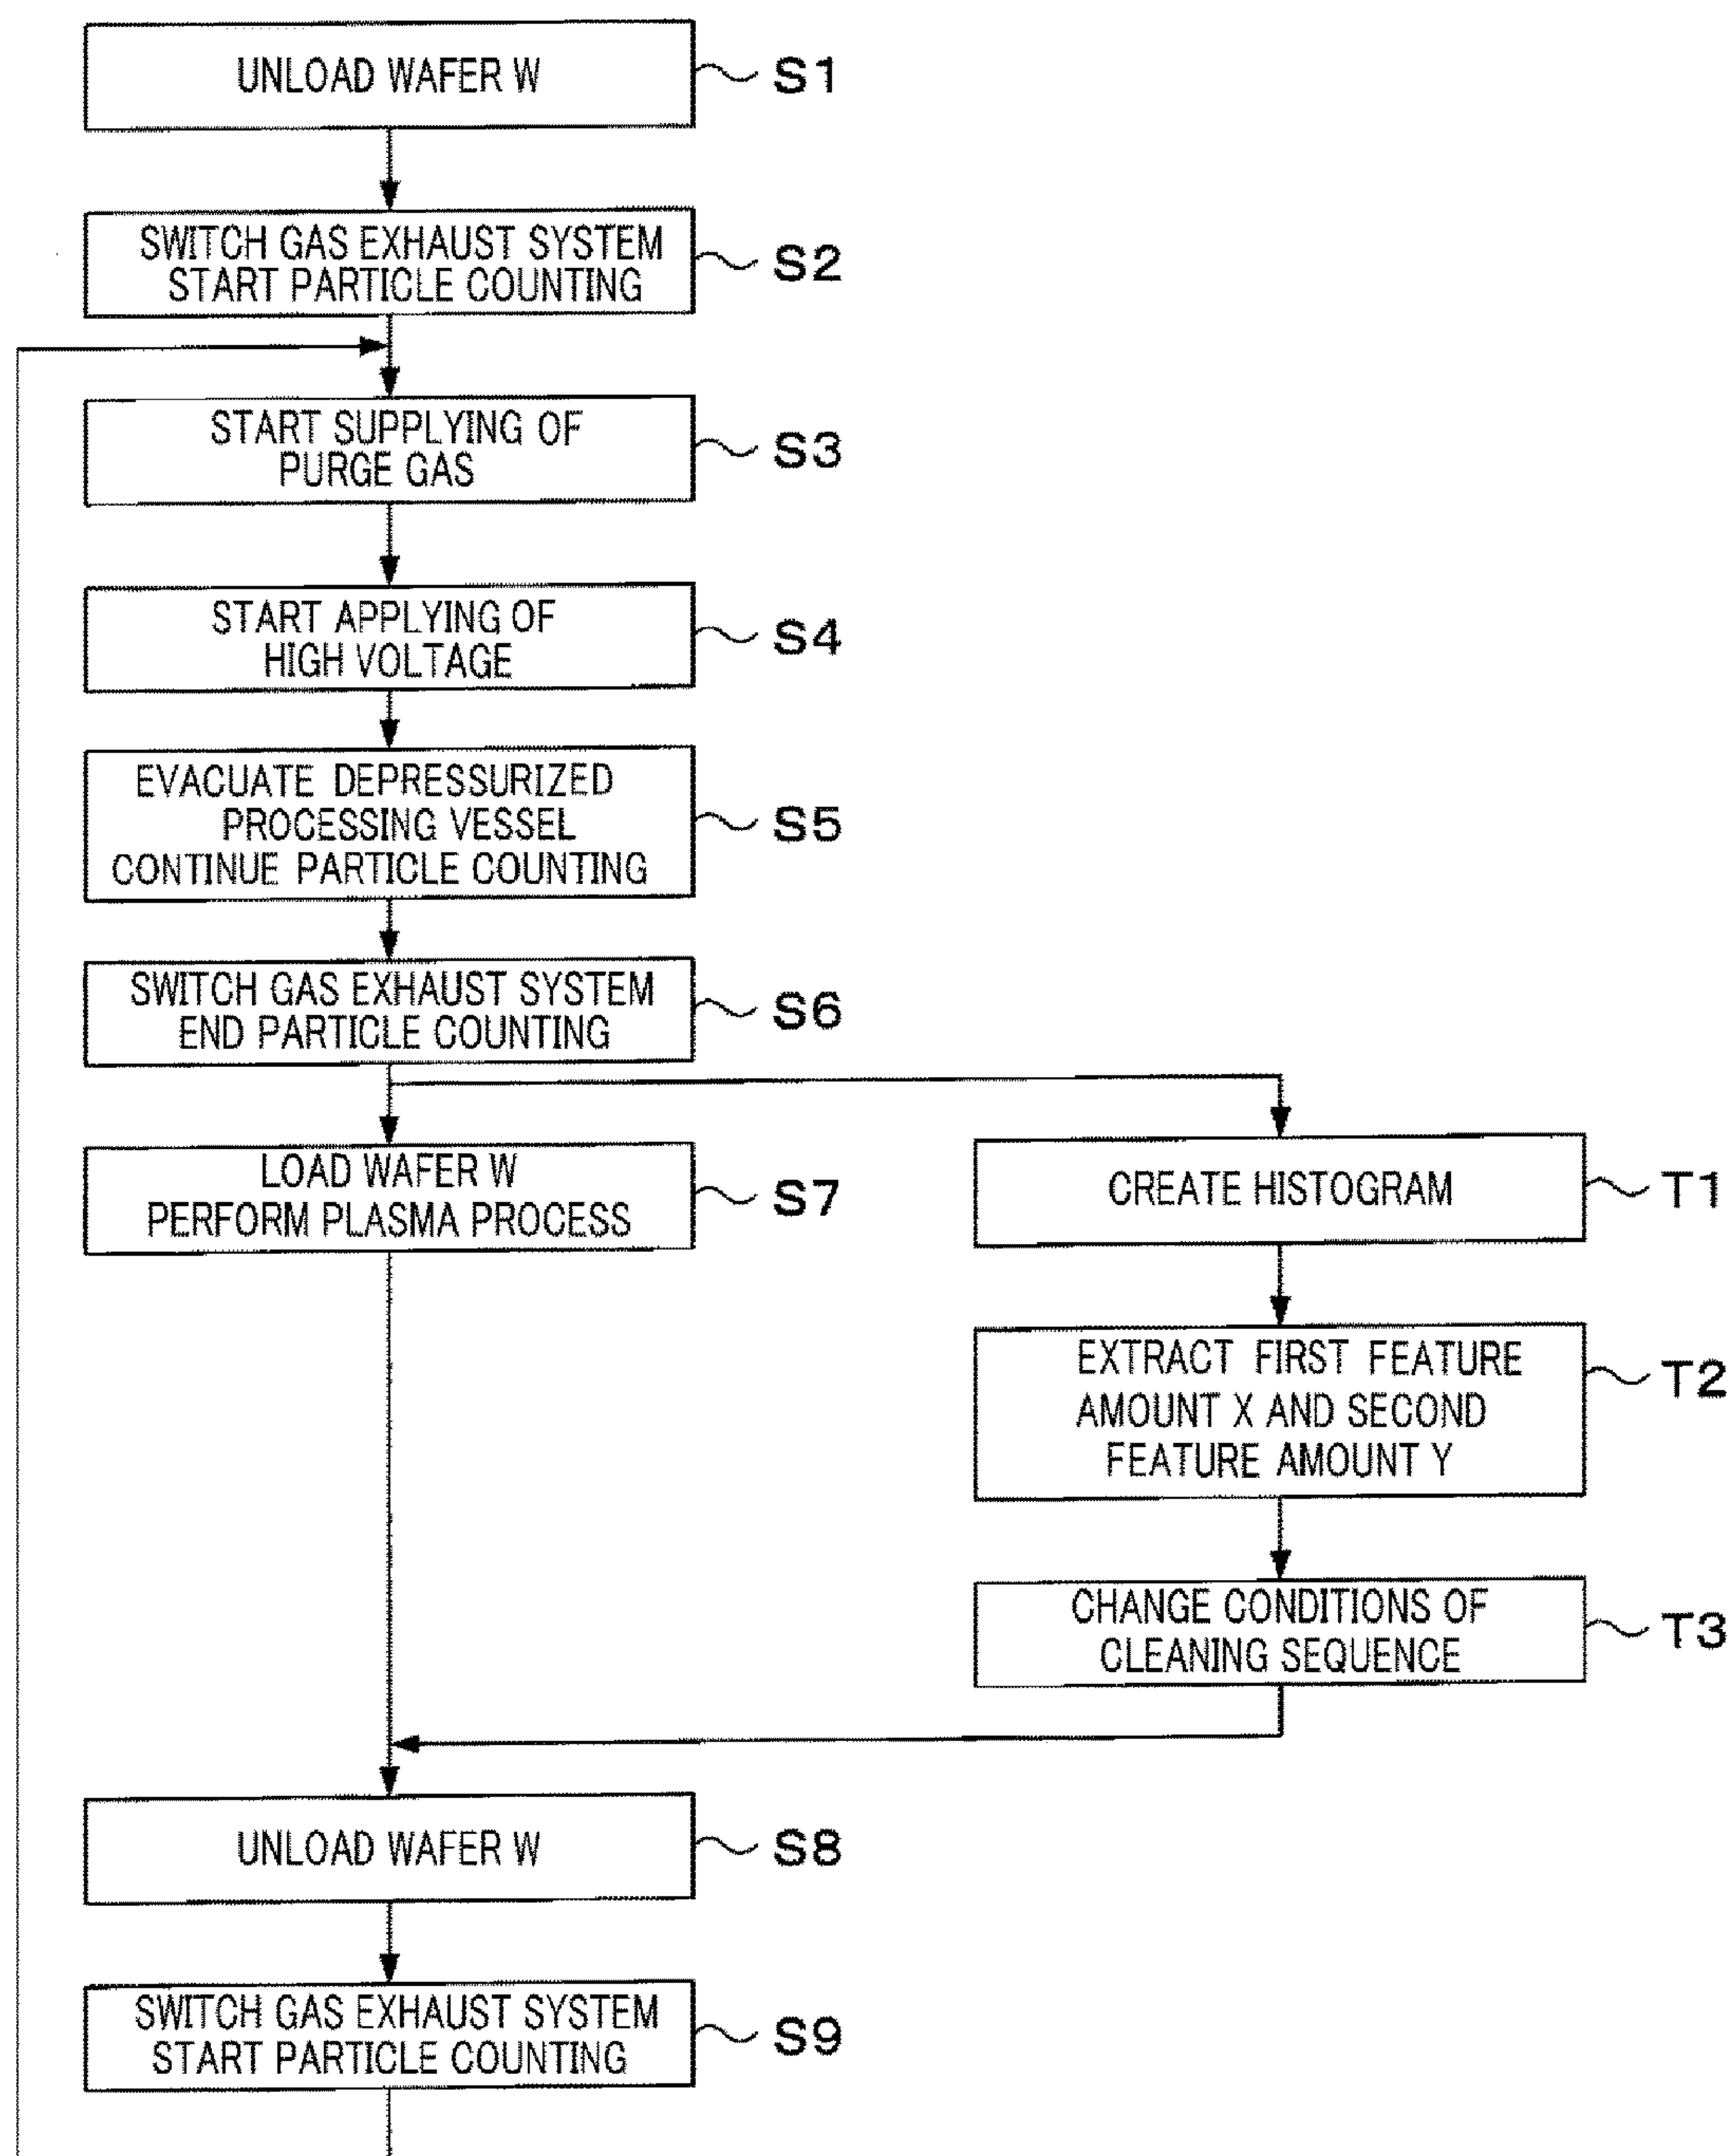 UNLOAD WAFER W
S1
SWITCH GAS EXHAUST SYSTEM
START PARTICLE COUNTING
S2
START SUPPLYING OF
PURGE GAS
S3
START APPLYING OF
HIGH VOLTAGE
S4
EVACUATE DEPRESSURIZED
PROCESSING VESSEL
CONTINUE PARTICLE COUNTING
S5
SWITCH GAS EXHAUST SYSTEM
END PARTICLE COUNTING
S6
LOAD WAFER W
PERFORM PLASMA PROCESS
S7
CREATE HISTOGRAM
T1
EXTRACT FIRST FEATURE
AMOUNT X AND SECOND
FEATURE AMOUNT Y
T2
CHANGE CONDITIONS OF
CLEANING SEQUENCE
T3
UNLOAD WAFER W
S8
SWITCH GAS EXHAUST SYSTEM
START PARTICLE COUNTING
S9